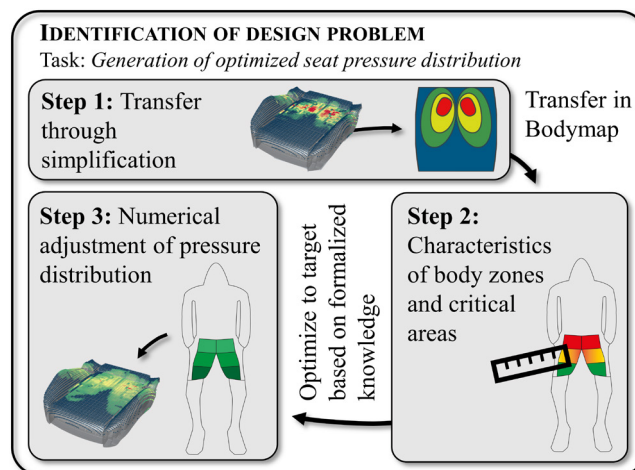 IDENTIFICATION OF DESIGN PROBLEM
Task: Generation of optimized seat pressure distribution
Step 1: Transfer
through
simplification
Transfer in
Bodymap
Step 2:
Characteristics
of body zones
and critical
areas
Optimize to target
based on formalized
knowledge
Step 3: Numerical
adjustment of pressure
distribution